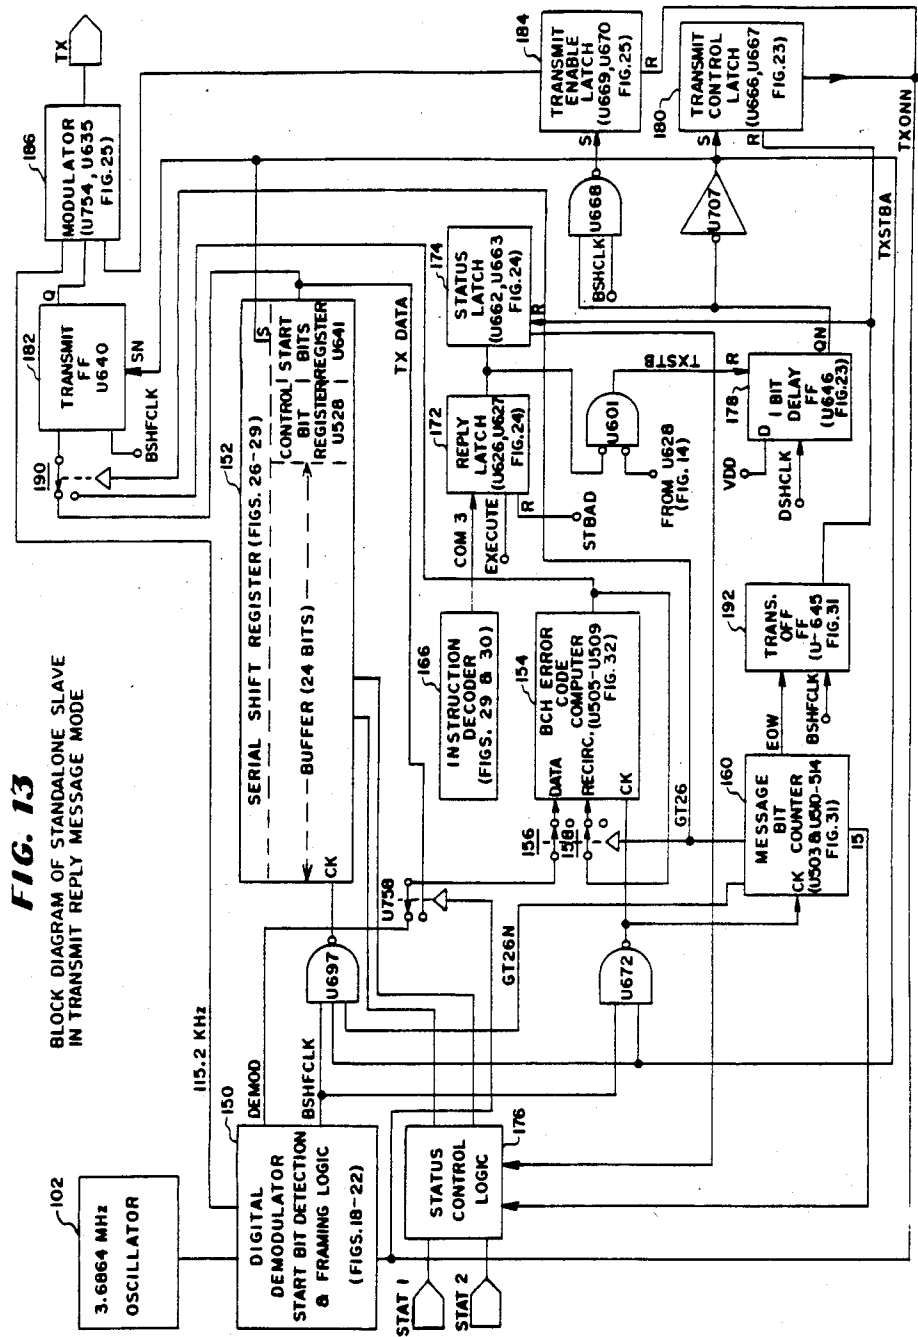 FIG. 13
BLOCK DIAGRAM OF STANDALONE SLAVE
IN TRANSMIT REPLY MESSAGE MODE
102
3.6864 MHz
OSCILLATOR
115.2 KHz
150
DIGITAL
DEMODULATOR
START BIT DETECTION
& FRAMING LOGIC
(FIGS. 18-22)
DEMOD
BSHFCLK
STAT 1
STAT 2
STATUS
CONTROL
LOGIC
176
U697
U758
GT26N
U672
152
SERIAL SHIFT REGISTER (FIGS. 26-29)
BUFFER (24 BITS)
CK
CONTROL
BIT
REGISTER
U528
START
BITS
REGISTER
U641
S
TX DATA
166
INSTRUCTION
DECODER
(FIGS. 29 & 30)
COM 3
154
BCH ERROR
CODE
COMPUTER
(U505-U509
FIG. 32)
DATA
RECIRC.
CK
156
158
GT26
160
MESSAGE
BIT
COUNTER
CK (U503 & U510-514
FIG. 31)
15
EOW
BSHFCLK
192
TRANS.
OFF
FF
(U-645
FIG. 31)
190
182
TRANSMIT
FF
U640
Q
SN
BSHFCLK
186
MODULATOR
(U754, U635
FIG. 25)
TX
172
REPLY
LATCH
(U626, U627
FIG. 24)
EXECUTE
R
STBAD
174
STATUS
LATCH
(U662, U663
FIG. 24)
R
U601
FROM U628
(FIG. 14)
TXSTB
R
178
1 BIT
DELAY
FF
(U646
FIG. 23)
VDD
D
DSHCLK
QN
BSHCLK
U668
U707
184
TRANSMIT
ENABLE
LATCH
(U669, U670
FIG. 25)
S
R
180
TRANSMIT
CONTROL
LATCH
(U666, U667
FIG. 23)
S
R
TXONN
TXSTBA